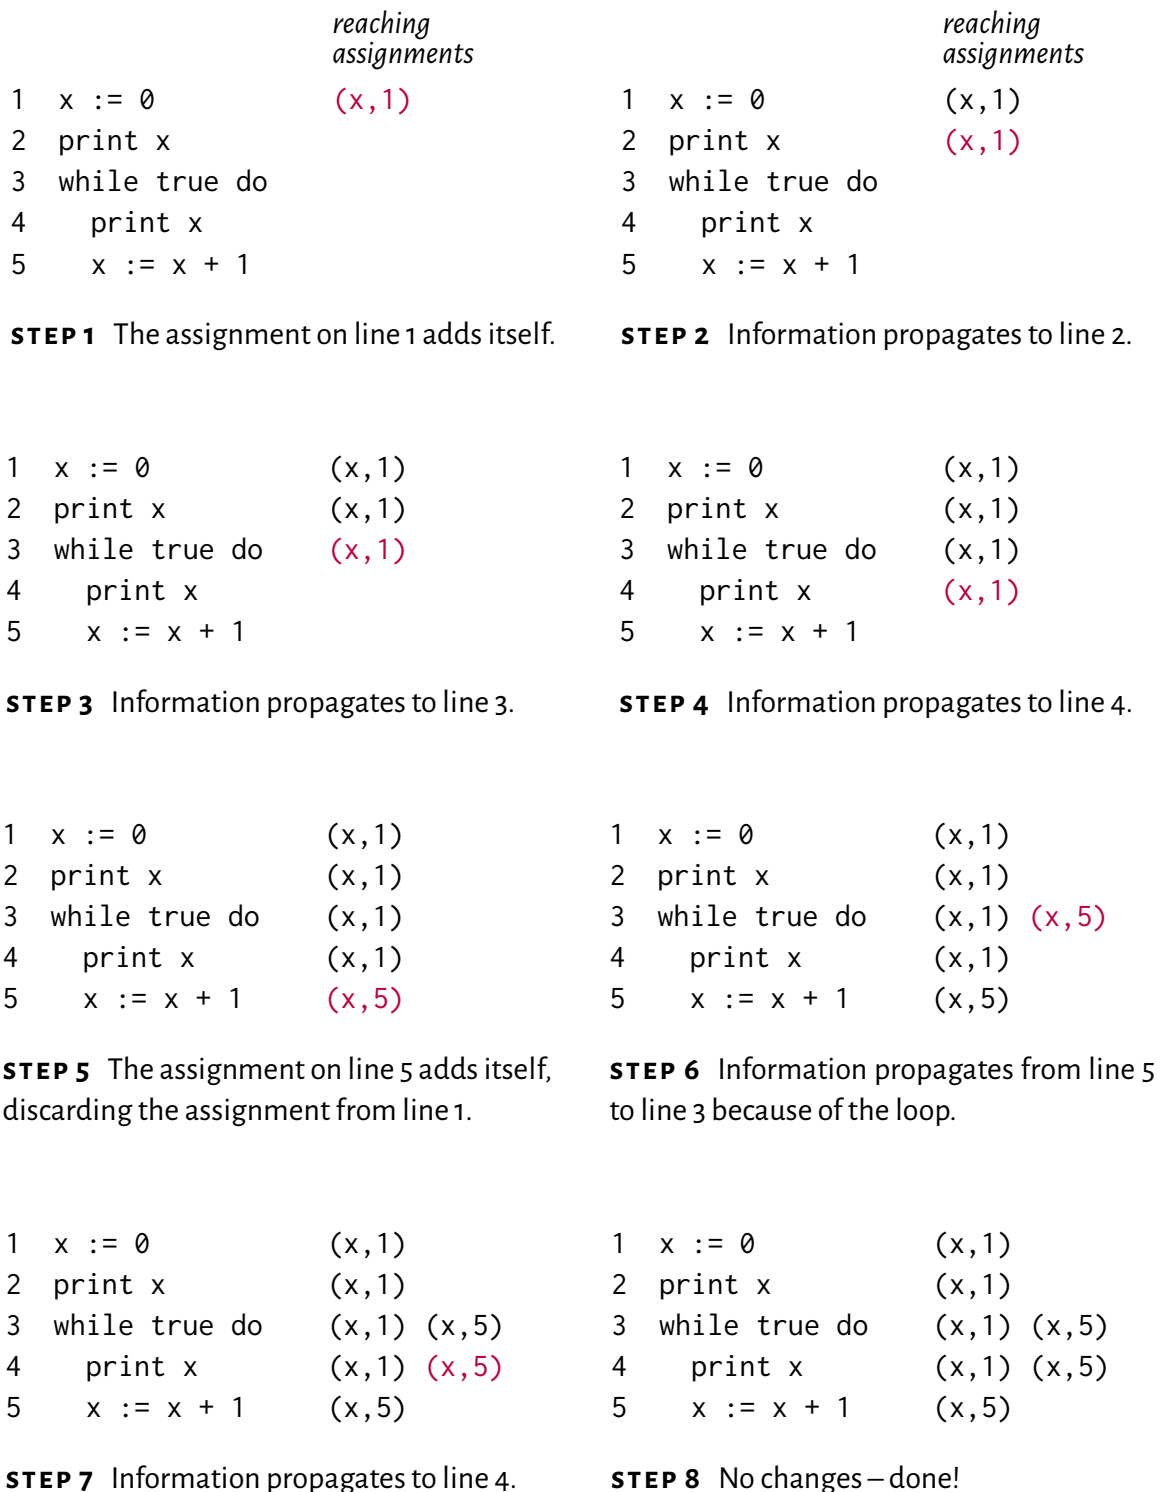 reaching
assignments
1 x := 0 (x,1)
2 print x
3 while true do
4 print x
5 x := x + 1
STEP 1 The assignment on line 1 adds itself.
reaching
assignments
1 x := 0 (x,1)
2 print x (x,1)
3 while true do
4 print x
5 x := x + 1
STEP 2 Information propagates to line 2.
1 x := 0 (x,1)
2 print x (x,1)
3 while true do (x,1)
4 print x
5 x := x + 1
STEP 3 Information propagates to line 3.
1 x := 0 (x,1)
2 print x (x,1)
3 while true do (x,1)
4 print x (x,1)
5 x := x + 1
STEP 4 Information propagates to line 4.
1 x := 0 (x,1)
2 print x (x,1)
3 while true do (x,1)
4 print x (x,1)
5 x := x + 1 (x,5)
STEP 5 The assignment on line 5 adds itself,
discarding the assignment from line 1.
1 x := 0 (x,1)
2 print x (x,1)
3 while true do (x,1) (x,5)
4 print x (x,1)
5 x := x + 1 (x,5)
STEP 6 Information propagates from line 5
to line 3 because of the loop.
1 x := 0 (x,1)
2 print x (x,1)
3 while true do (x,1) (x,5)
4 print x (x,1) (x,5)
5 x := x + 1 (x,5)
STEP 7 Information propagates to line 4.
1 x := 0 (x,1)
2 print x (x,1)
3 while true do (x,1) (x,5)
4 print x (x,1) (x,5)
5 x := x + 1 (x,5)
STEP 8 No changes – done!